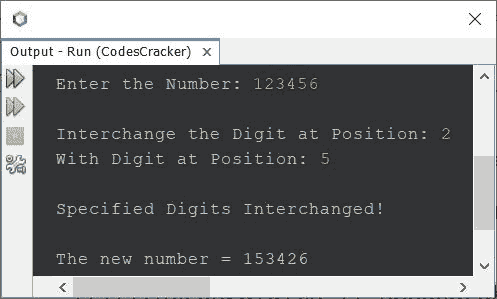 Output - Run (CodesCracker)
Enter the Number: 123456
Interchange the Digit at Position: 2
With Digit at Position: 5
Specified Digits Interchanged!
The new number = 153426